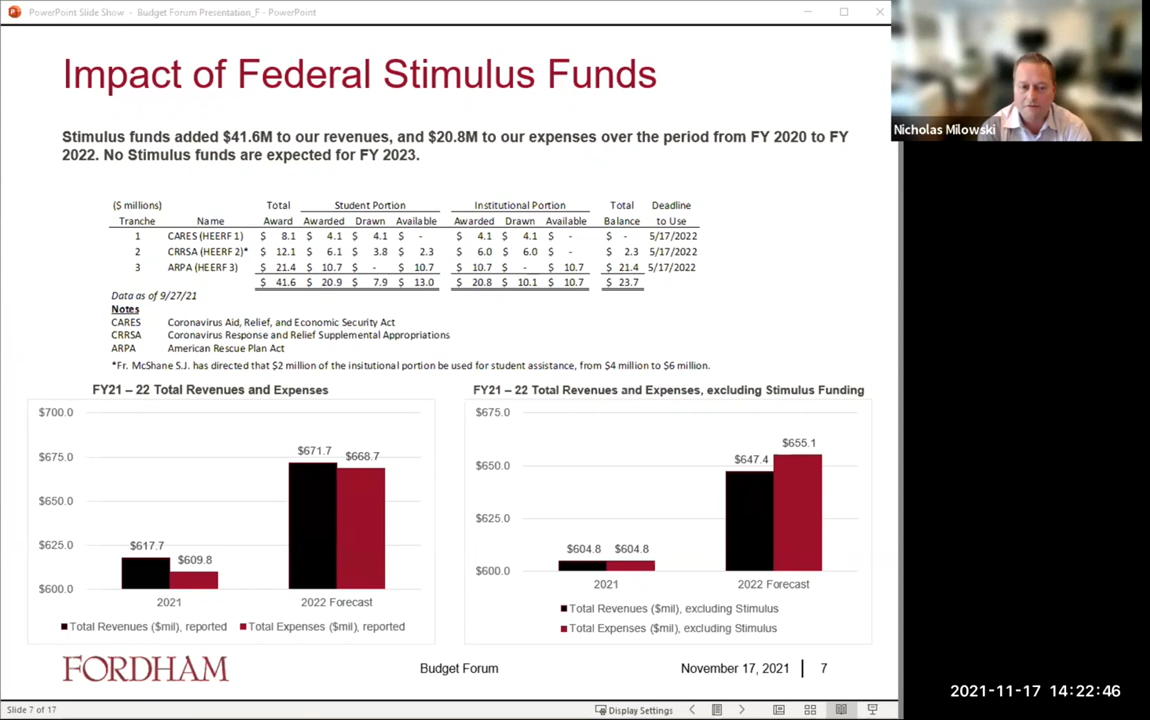 PowerPoint Slide Show - Budget Forum Presentation_F - PowerPoint
Impact of Federal Stimulus Funds
Nicholas Milowski
Stimulus funds added $41.6M to our revenues, and $20.8M to our expenses over the period from FY 2020 to FY
2022. No Stimulus funds are expected for FY 2023.
($ millions) Total Student Portion Institutional Portion Total Deadline
Tranche Name Award Awarded Drawn Available Awarded Drawn Available Balance to Use
1 CARES (HEERF 1) $ 8.1 $ 4.1 $ 4.1 $ - $ 4.1 $ 4.1 $ - $ - 5/17/2022
2 CRRSA (HEERF 2)* $ 12.1 $ 6.1 $ 3.8 $ 2.3 $ 6.0 $ 6.0 $ - $ 2.3 5/17/2022
3 ARPA (HEERF 3) $ 21.4 $ 10.7 $ - $ 10.7 $ 10.7 $ - $ 10.7 $ 21.4 5/17/2022
$ 41.6 $ 20.9 $ 7.9 $ 13.0 $ 20.8 $ 10.1 $ 10.7 $ 23.7
Data as of 9/27/21
Notes
CARES Coronavirus Aid, Relief, and Economic Security Act
CRRSA Coronavirus Response and Relief Supplemental Appropriations
ARPA American Rescue Plan Act
*Fr. McShane S.J. has directed that $2 million of the insitutional portion be used for student assistance, from $4 million to $6 million.
FY21 – 22 Total Revenues and Expenses
$700.0
$675.0
$650.0
$625.0
$600.0
$617.7
$609.8
$671.7
$668.7
2021
2022 Forecast
Total Revenues ($mil), reported
Total Expenses ($mil), reported
FY21 – 22 Total Revenues and Expenses, excluding Stimulus Funding
$675.0
$650.0
$625.0
$600.0
$604.8
$604.8
$647.4
$655.1
2021
2022 Forecast
Total Revenues ($mil), excluding Stimulus
Total Expenses ($mil), excluding Stimulus
FORDHAM
Budget Forum
November 17, 2021 | 7
2021-11-17 14:22:46
Slide 7 of 17
Display Settings